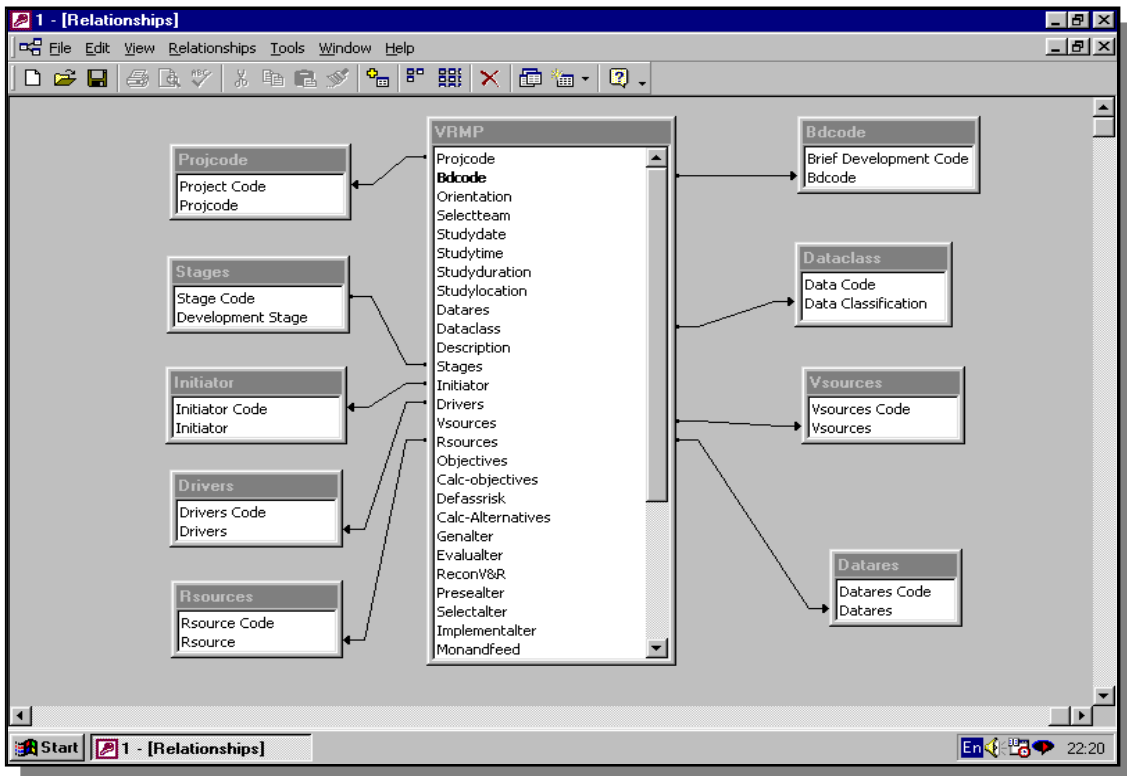 1 - [Relationships]
File Edit View Relationships Tools Window Help
ABC
Projcode
Project Code
Projcode
Stages
Stage Code
Development Stage
Initiator
Initiator Code
Initiator
Drivers
Drivers Code
Drivers
Rsources
Rsource Code
Rsource
VRMP
Projcode
Bdcode
Orientation
Selectteam
Studydate
Studytime
Studyduration
Studylocation
Datares
Dataclass
Description
Stages
Initiator
Drivers
Vsources
Rsources
Objectives
Calc-objectives
Defassrisk
Calc-Alternatives
Genalter
Evalualter
ReconV&R
Presealter
Selectalter
Implementalter
Monandfeed
Bdcode
Brief Development Code
Bdcode
Dataclass
Data Code
Data Classification
Vsources
Vsources Code
Vsources
Datares
Datares Code
Datares
Start 1 - [Relationships] En 22:20